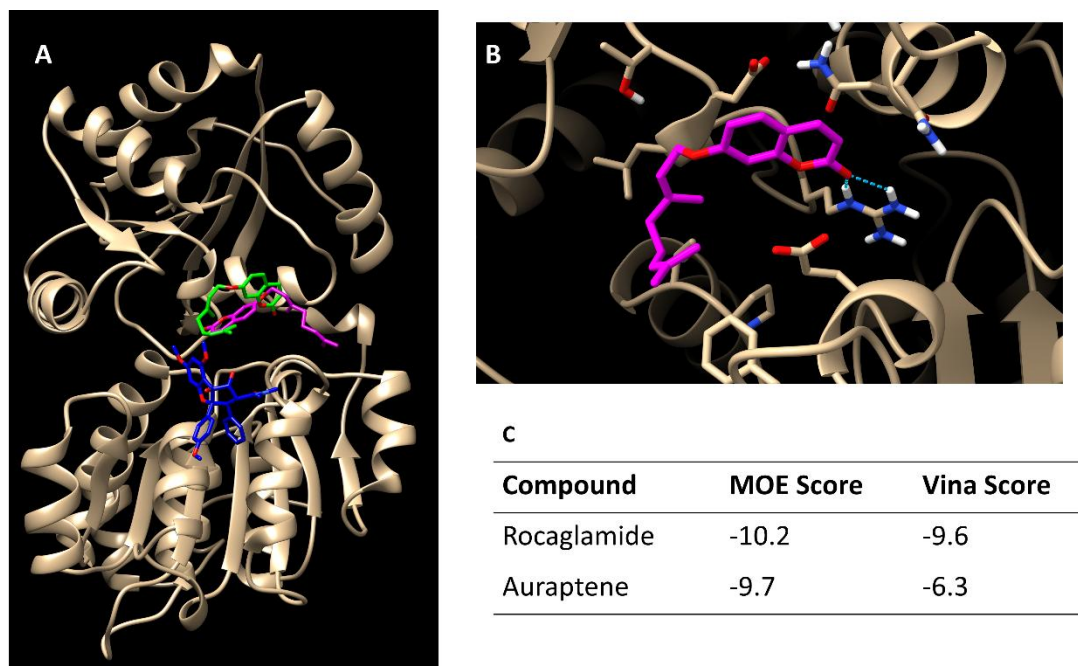 A
B
C
Compound MOE Score Vina Score
Rocaglamide -10.2 -9.6
Auraptene -9.7 -6.3